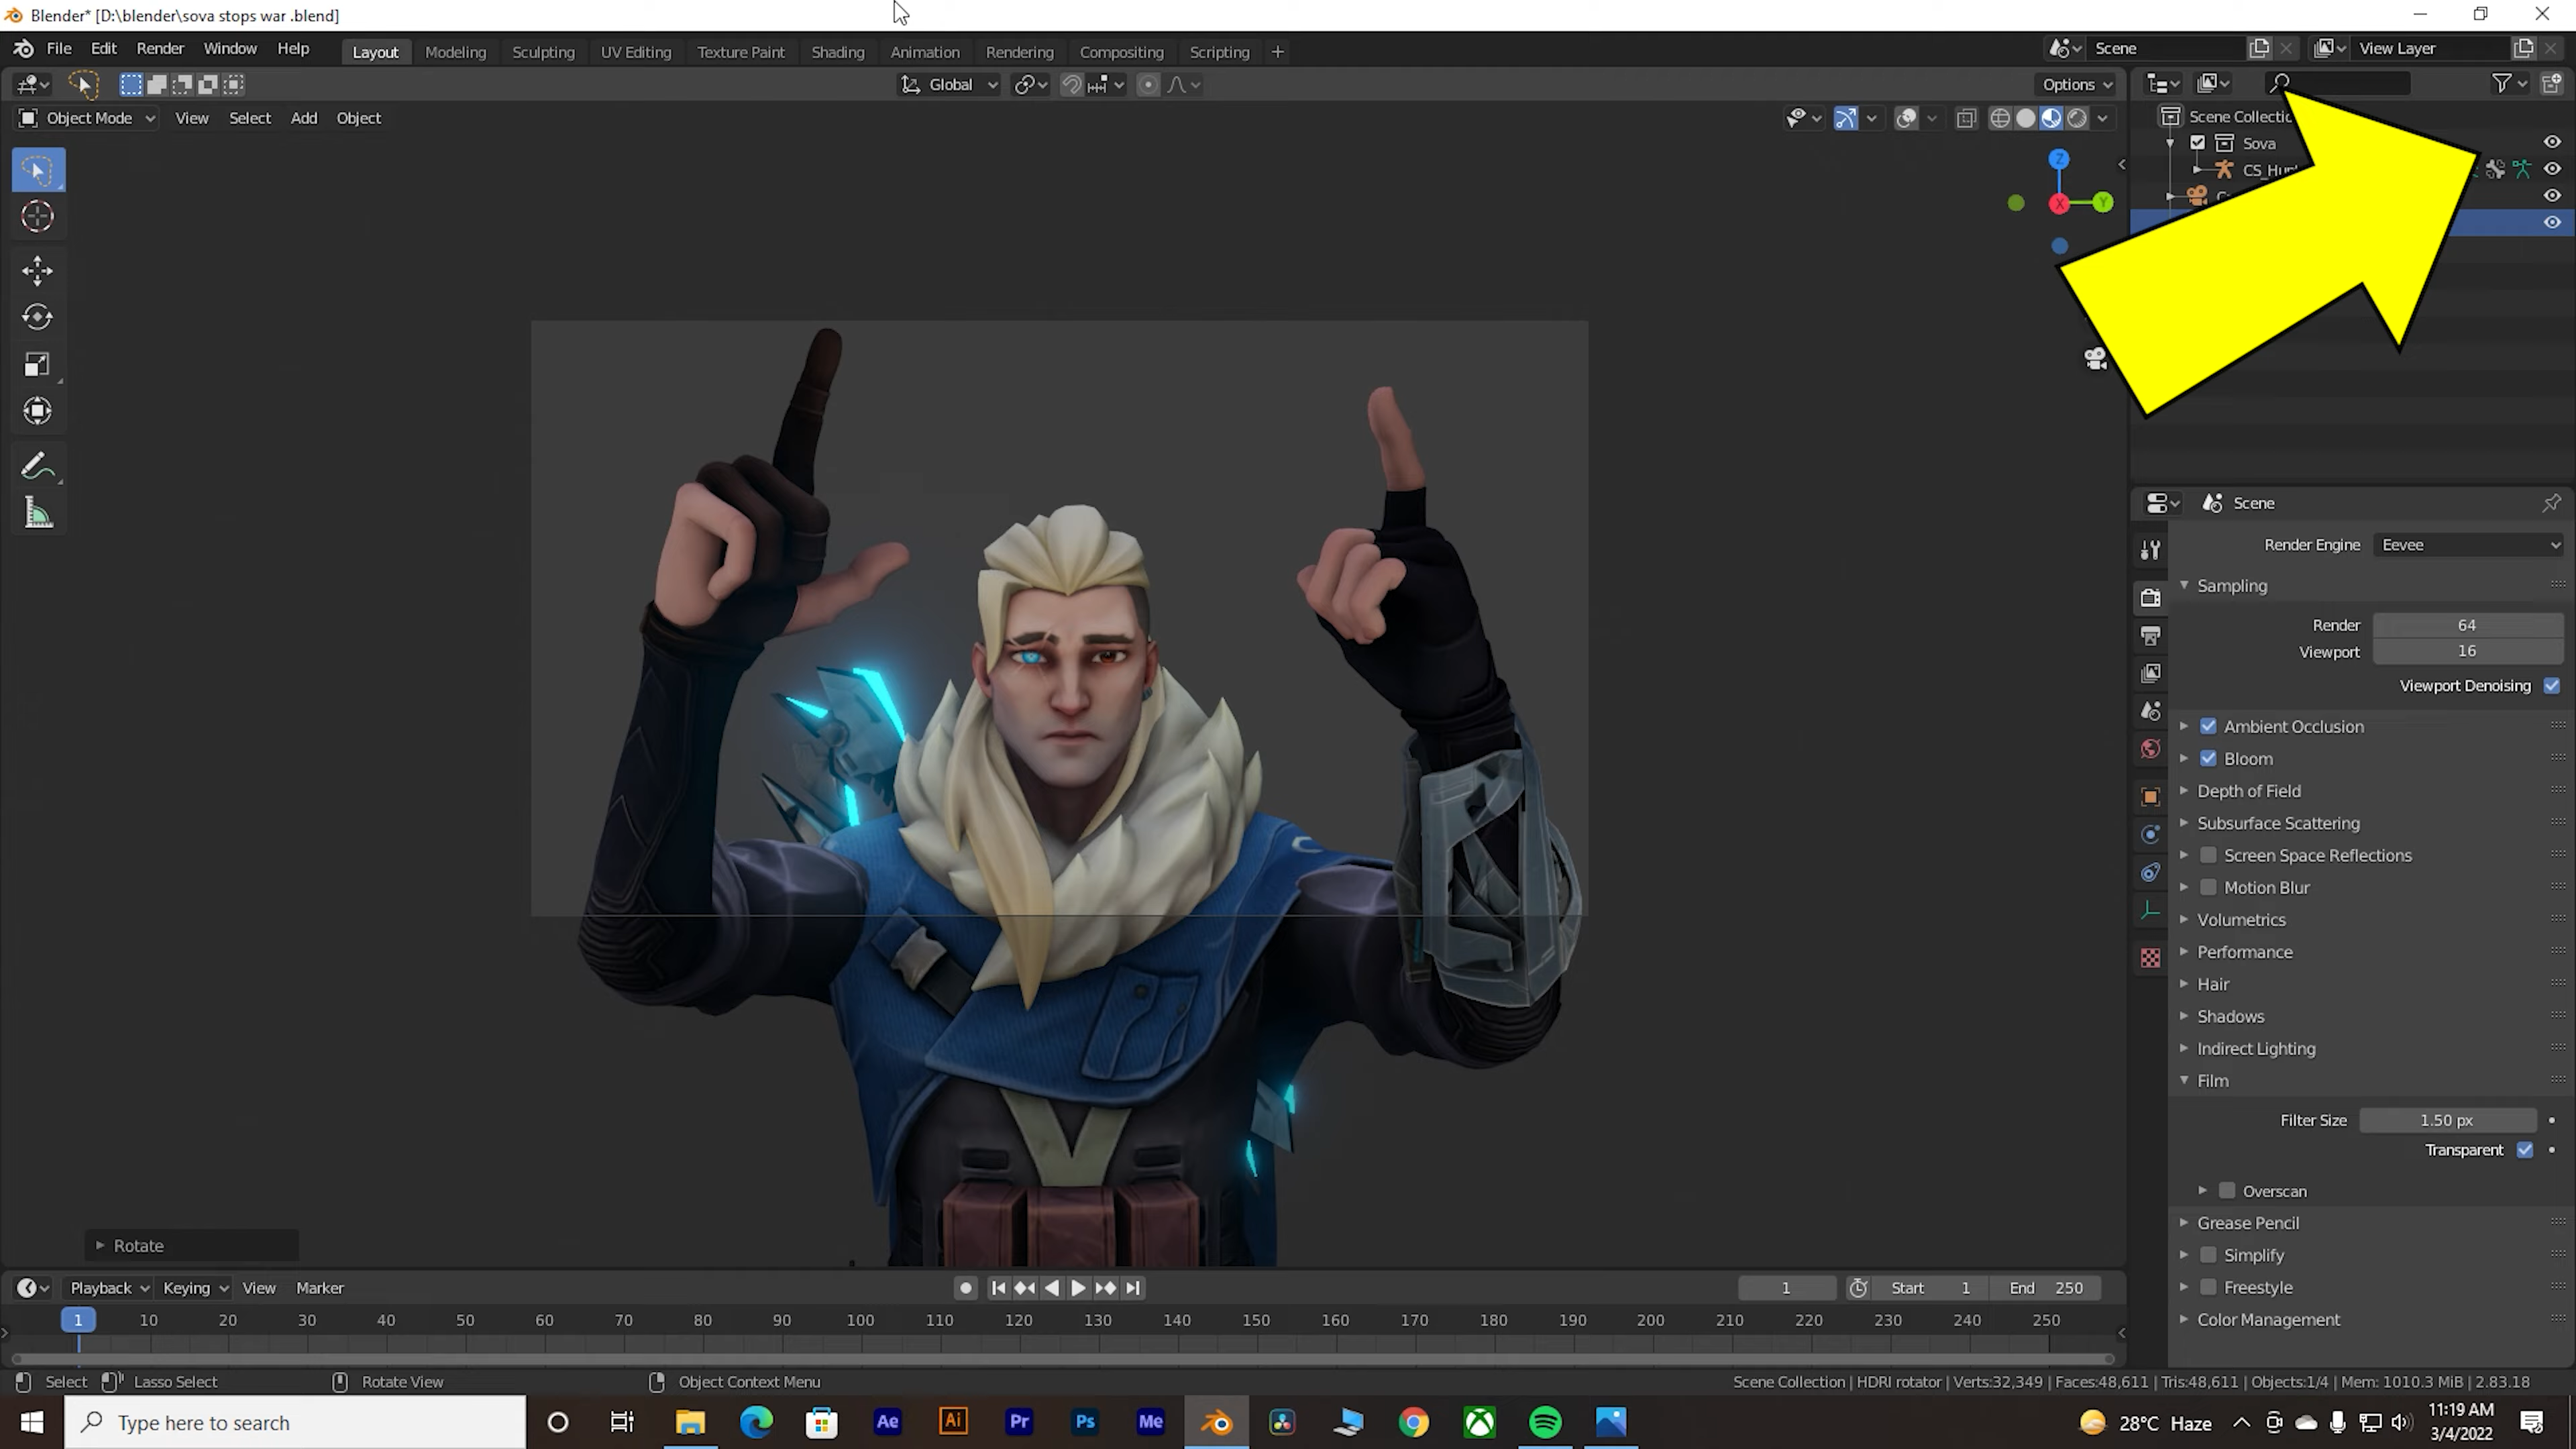 Blender* [D:\blender\sova stops war .blend]
File Edit Render Window Help Layout Modeling Sculpting UV Editing Texture Paint Shading Animation Rendering Compositing Scripting + Scene View Layer
Global Options
Object Mode View Select Add Object
Z
Y
X
Scene Collectio
Sova
CS_Hun
Scene
Render Engine Eevee
Sampling
Render 64
Viewport 16
Viewport Denoising
Ambient Occlusion
Bloom
Depth of Field
Subsurface Scattering
Screen Space Reflections
Motion Blur
Volumetrics
Performance
Hair
Shadows
Indirect Lighting
Film
Filter Size 1.50 px
Transparent
Overscan
Grease Pencil
Simplify
Freestyle
Color Management
Rotate
Playback Keying View Marker 1 Start 1 End 250
1 10 20 30 40 50 60 70 80 90 100 110 120 130 140 150 160 170 180 190 200 210 220 230 240 250
Select Lasso Select Rotate View Object Context Menu Scene Collection | HDRI rotator | Verts:32,349 | Faces:48,611 | Tris:48,611 | Objects:1/4 | Mem: 1010.3 MiB | 2.83.18
Type here to search Ae Ai Pr Ps Me 28°C Haze
11:19 AM
3/4/2022